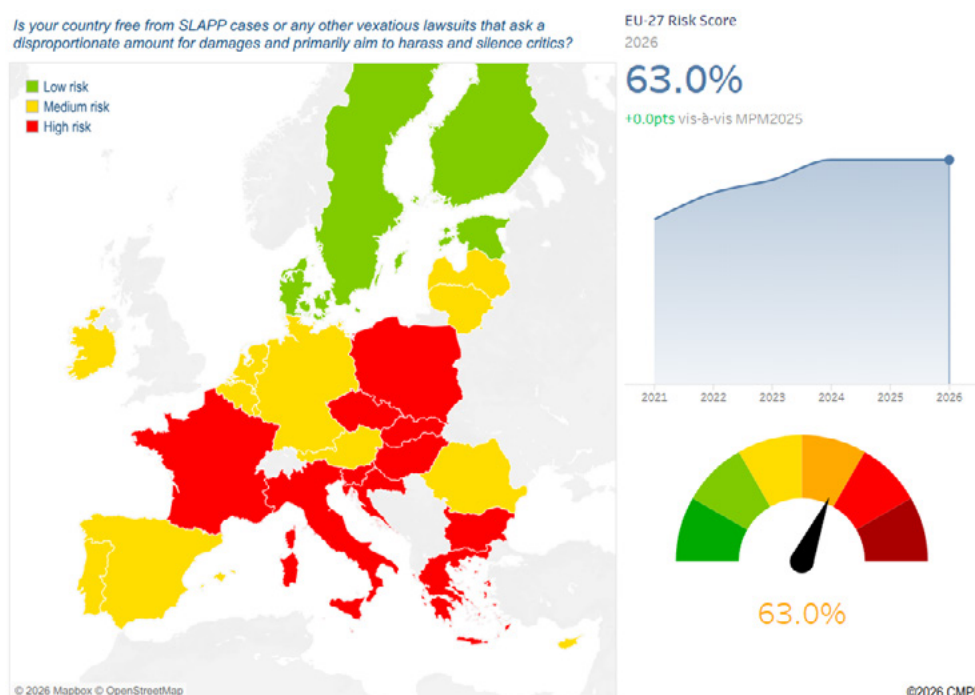 Is your country free from SLAPP cases or any other vexatious lawsuits that ask a
disproportionate amount for damages and primarily aim to harass and silence critics?
Low risk
Medium risk
High risk
© 2026 Mapbox © OpenStreetMap
EU-27 Risk Score
2026
63.0%
+0.0pts vis-à-vis MPM2025
2021 2022 2023 2024 2025 2026
63.0%
©2026 CMP